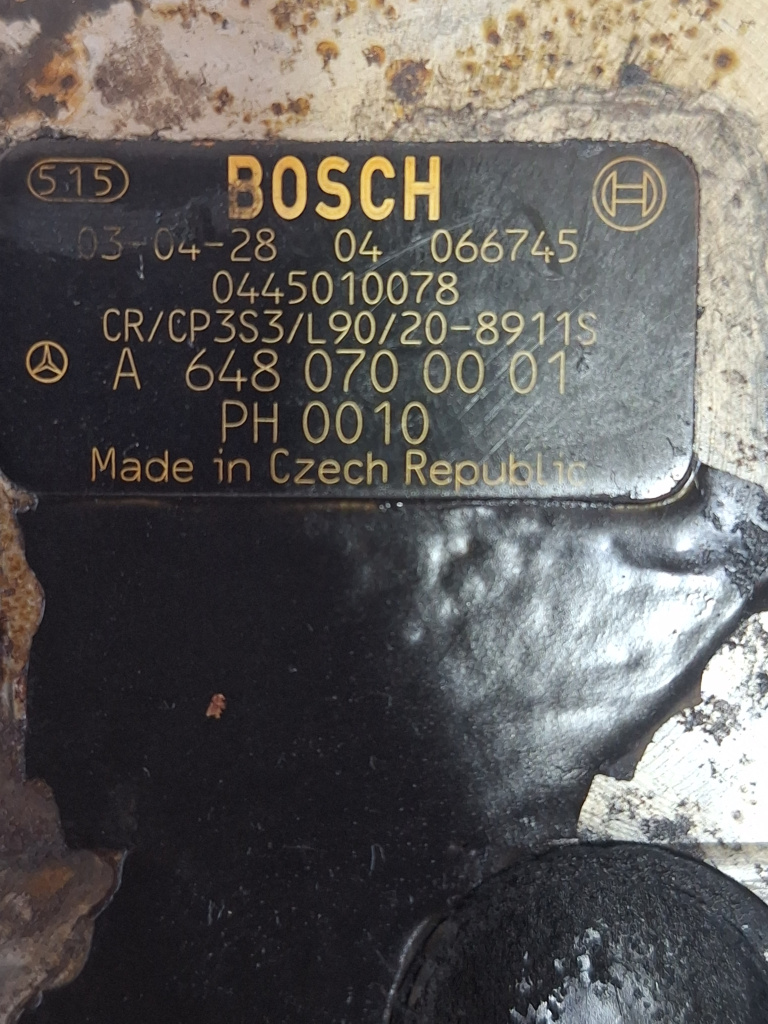 515 BOSCH
03-04-28 04 066745
0445010078
CR/CP3S3/L90/20-8911S
A 648 070 00 01
PH 0010
Made in Czech Republic